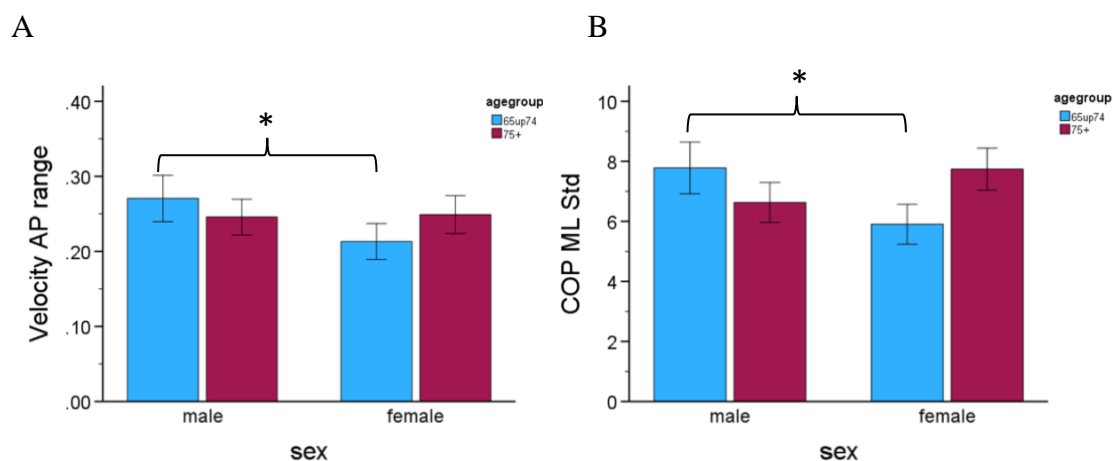 A
B
Velocity AP range
.40
.30
.20
.10
.00
*
agegroup
65up74
75+
male
female
sex
COP ML Std
10
8
6
4
2
0
*
agegroup
65up74
75+
male
female
sex